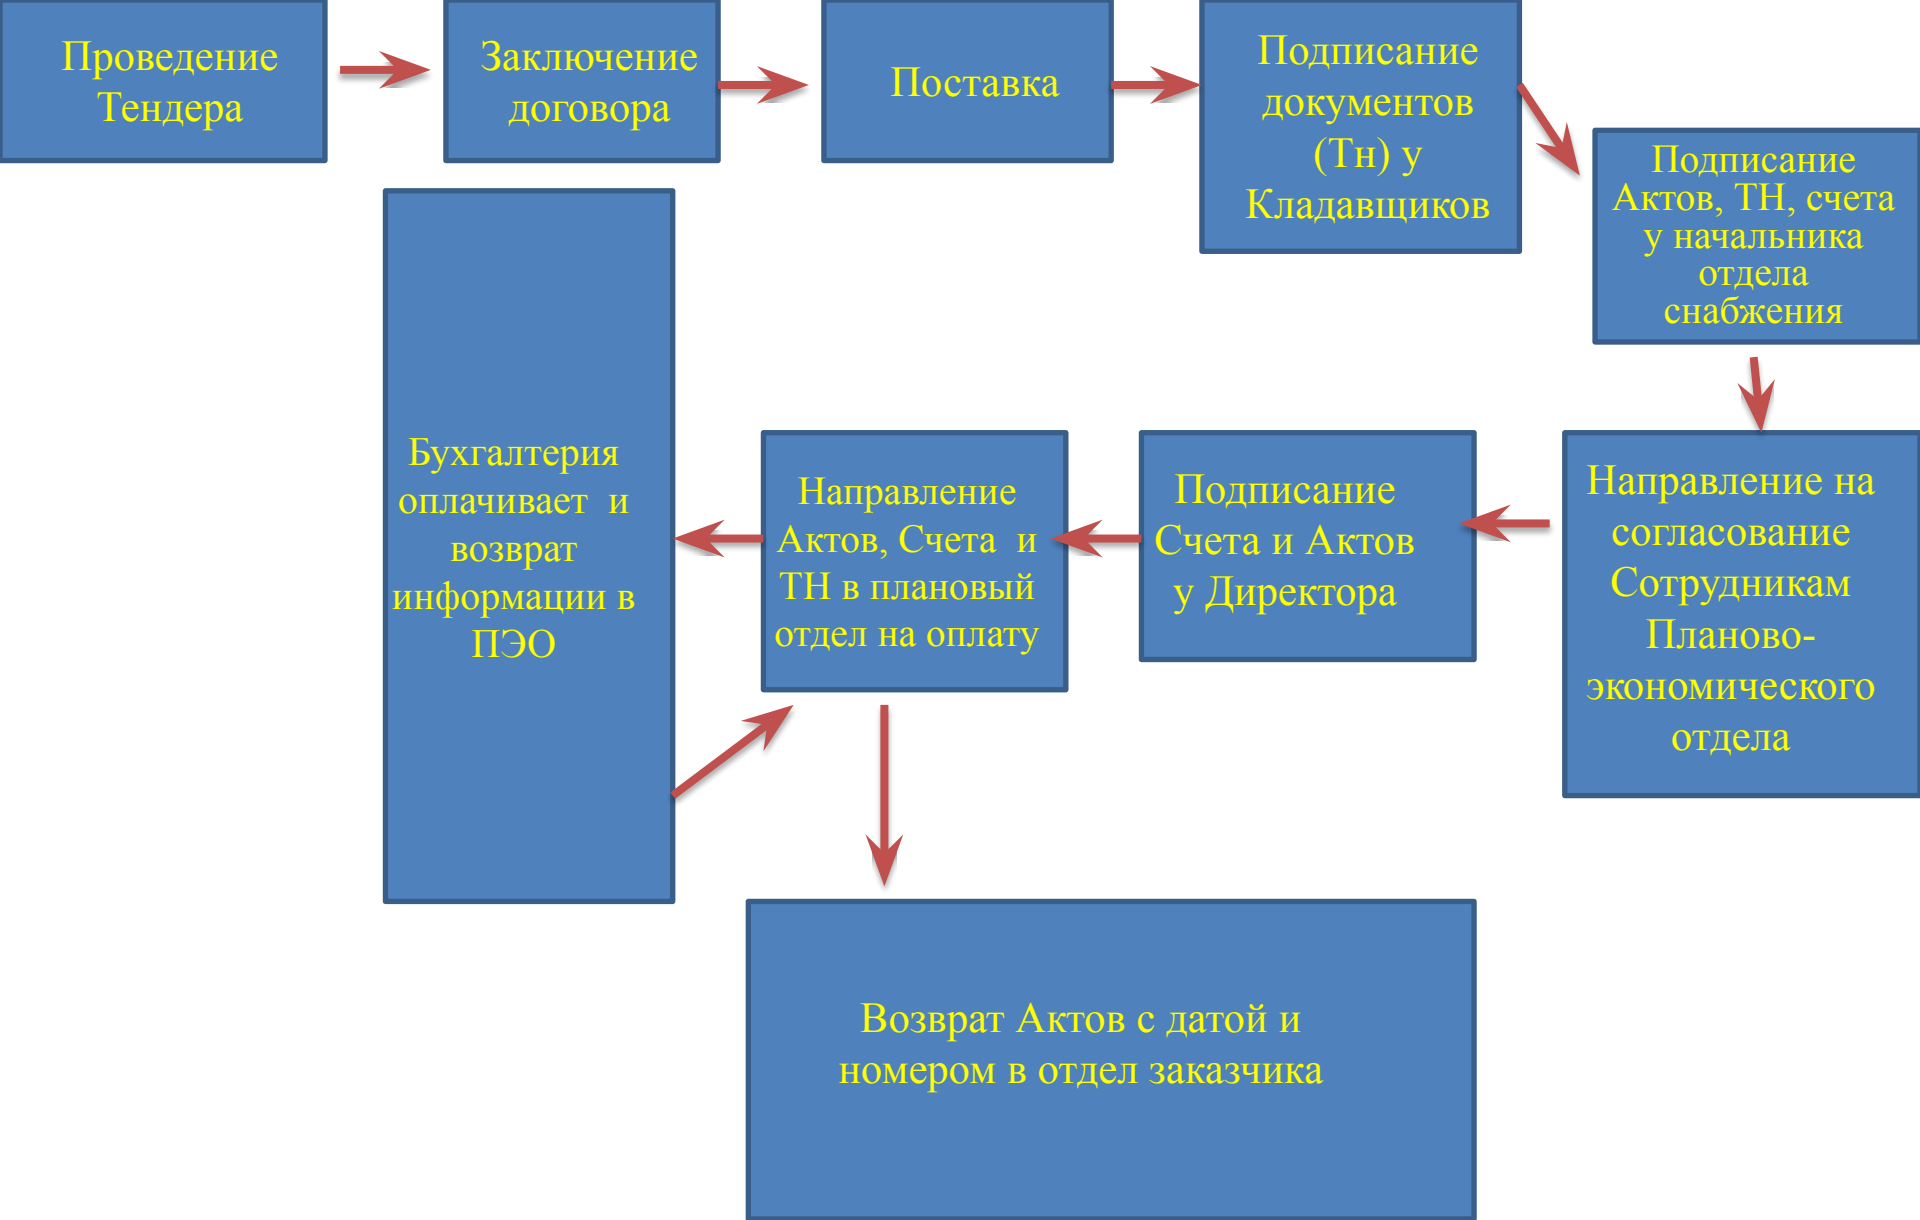 Проведение
Тендера
Заключение
договора
Поставка
Подписание
документов
(Тн) у
Кладавщиков
Подписание
Актов, ТН, счета
у начальника
отдела
снабжения
Направление на
согласование
Сотрудникам
Планово-
экономического
отдела
Подписание
Счета и Актов
у Директора
Направление
Актов, Счета и
ТН в плановый
отдел на оплату
Бухгалтерия
оплачивает и
возврат
информации в
ПЭО
Возврат Актов с датой и
номером в отдел заказчика